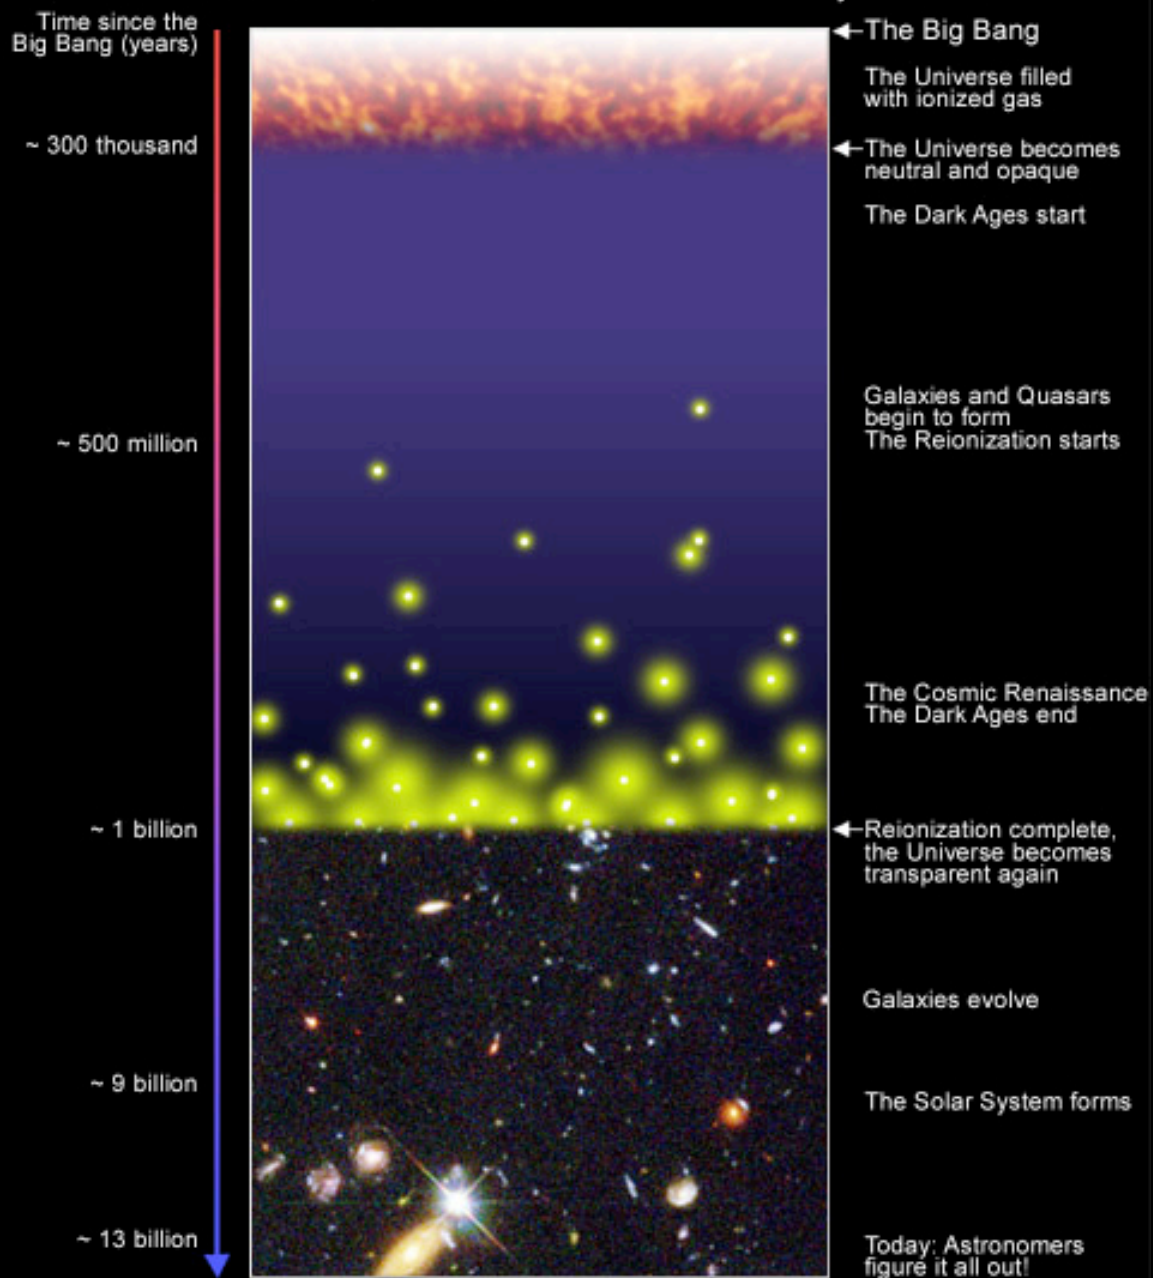 Time since the
Big Bang (years)
The Big Bang
The Universe filled
with ionized gas
~ 300 thousand
The Universe becomes
neutral and opaque
The Dark Ages start
Galaxies and Quasars
begin to form
~ 500 million
The Reionization starts
The Cosmic Renaissance
The Dark Ages end
~ 1 billion
Reionization complete,
the Universe becomes
transparent again
Galaxies evolve
~ 9 billion
The Solar System forms
~ 13 billion
Today: Astronomers
figure it all out!